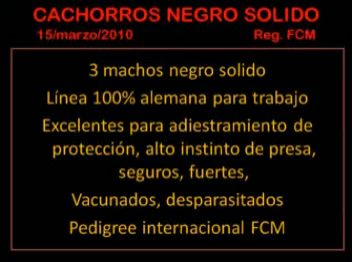 CACHORROS NEGRO SOLIDO
15/marzo/2010 Reg. FCM
3 machos negro solido
Línea 100% alemana para trabajo
Excelentes para adiestramiento de
protección, alto instinto de presa,
seguros, fuertes,
Vacunados, desparasitados
Pedigree internacional FCM